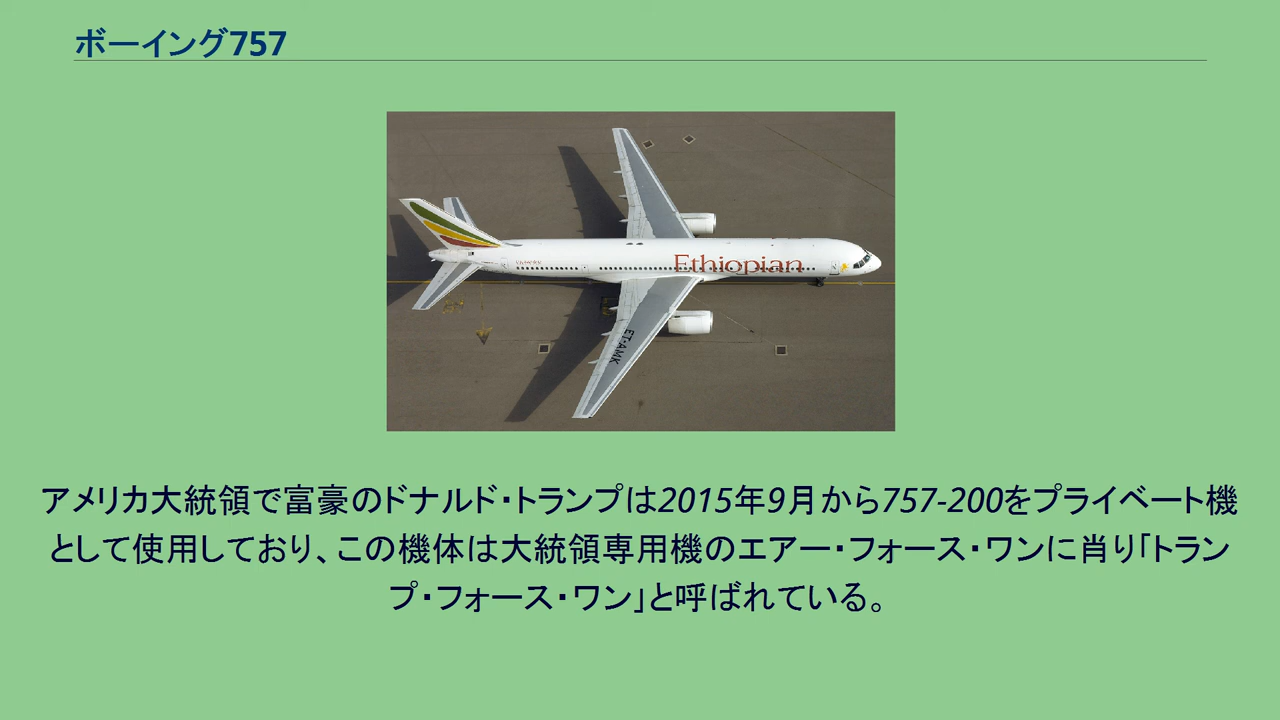 ボーイング757
Ethiopian
ET-AMK
アメリカ大統領で富豪のドナルド・トランプは2015年9月から757-200をプライベート機
として使用しており、この機体は大統領専用機のエアー・フォース・ワンに肖り「トラン
プ・フォース・ワン」と呼ばれている。